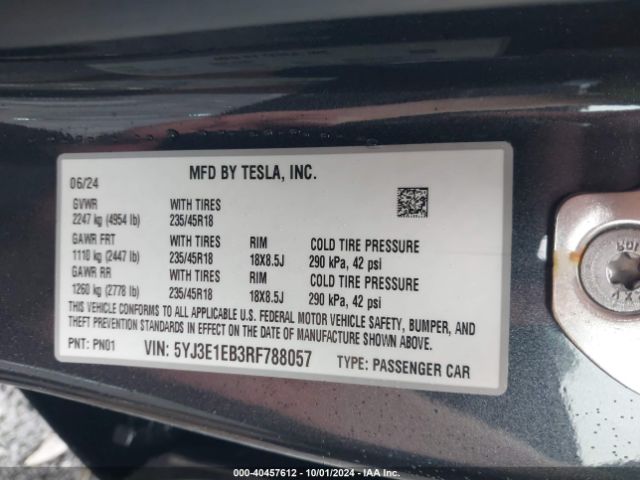 MFD BY TESLA, INC.
06/24
GVWR WITH TIRES
2247 kg (4954 lb) 235/45R18
GAWR FRT WITH TIRES RIM COLD TIRE PRESSURE
1110 kg (2447 lb) 235/45R18 18X8.5J 290 kPa, 42 psi
GAWR RR WITH TIRES RIM COLD TIRE PRESSURE
1260 kg (2778 lb) 235/45R18 18X8.5J 290 kPa, 42 psi
THIS VEHICLE CONFORMS TO ALL APPLICABLE U.S. FEDERAL MOTOR VEHICLE SAFETY, BUMPER, AND
THEFT PREVENTION STANDARDS IN EFFECT ON THE DATE OF MANUFACTURE SHOWN ABOVE.
PNT: PN01 VIN: 5YJ3E1EB3RF788057 TYPE: PASSENGER CAR
000-40457612 - 10/01/2024 - IAA Inc.